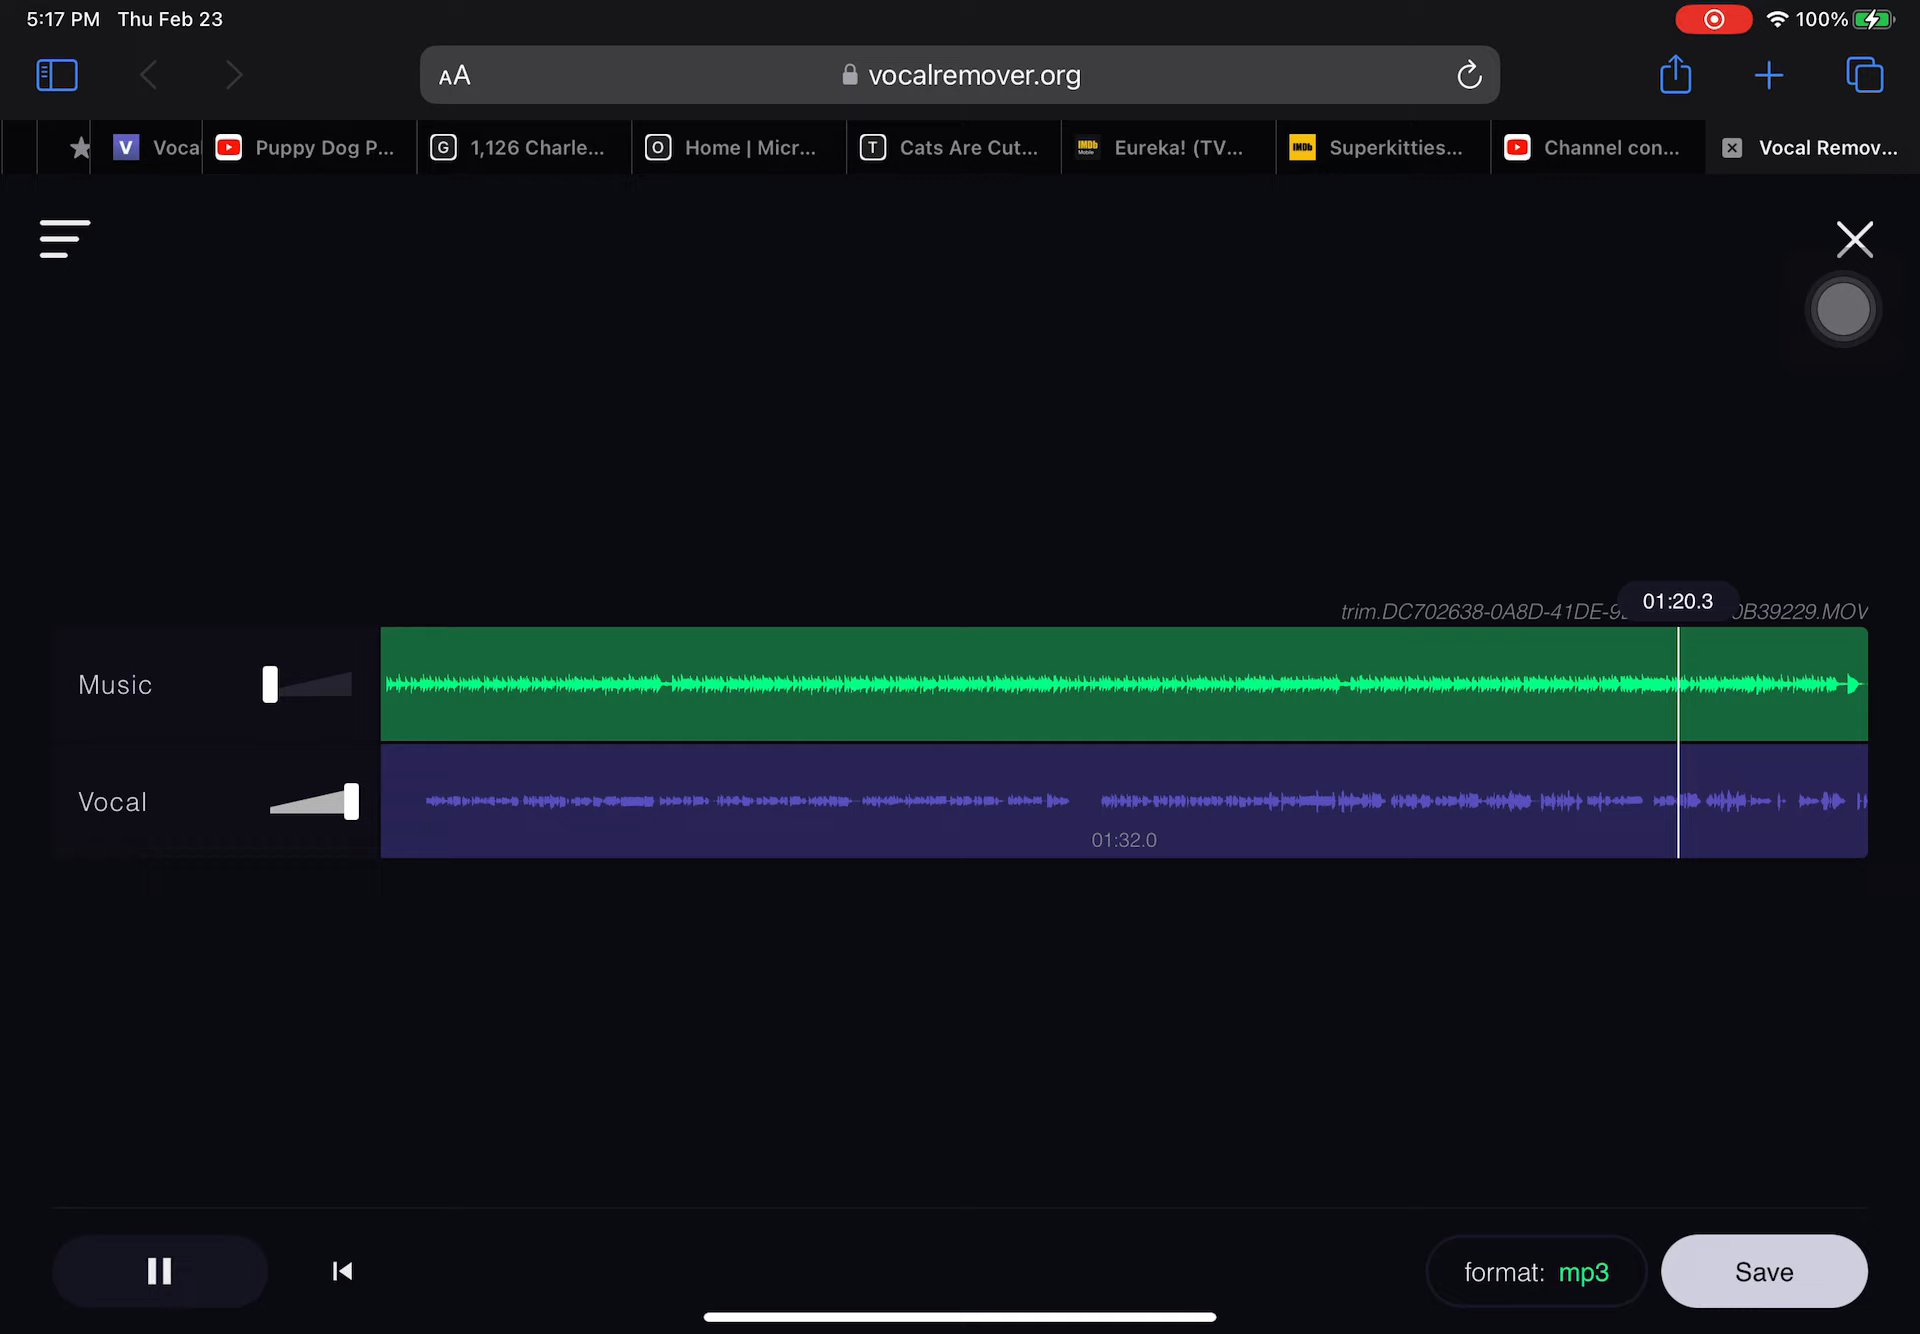 5:17 PM Thu Feb 23
100%
AA
vocalremover.org
V Voca
Puppy Dog P...
G 1,126 Charle...
O Home | Micr...
T Cats Are Cut...
IMDb Eureka! (TV...
IMDb Superkitties...
Channel con...
Vocal Remov...
trim.DC702638-0A8D-41DE-9
01:20.3
0B39229.MOV
Music
Vocal
01:32.0
format: mp3
Save